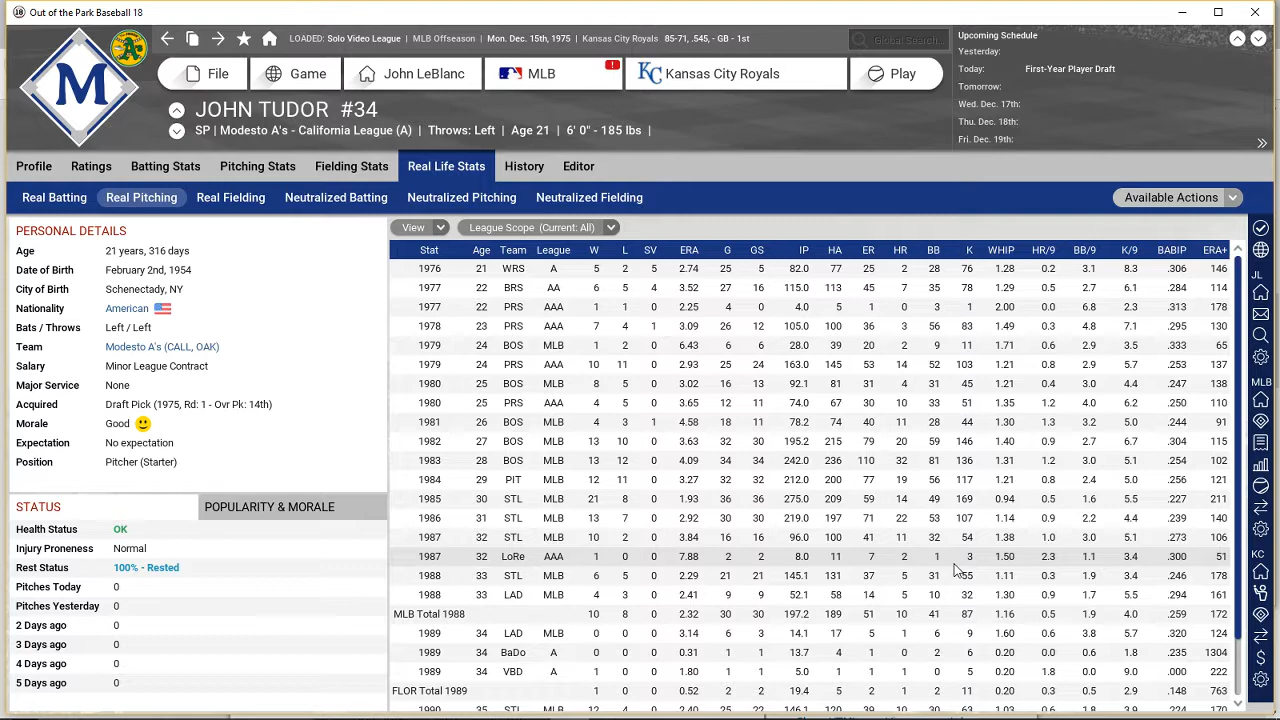 Out of the Park Baseball 18
LOADED: Solo Video League | MLB Offseason | Mon. Dec. 15th, 1975 | Kansas City Royals 85-71, .545, - GB - 1st
Global Search...
File Game John LeBlanc MLB ! Kansas City Royals Play
Upcoming Schedule
Yesterday:
Today: First-Year Player Draft
Tomorrow:
Wed. Dec. 17th:
Thu. Dec. 18th:
Fri. Dec. 19th:
M
JOHN TUDOR #34
SP | Modesto A's - California League (A) | Throws: Left | Age 21 | 6' 0" - 185 lbs |
Profile Ratings Batting Stats Pitching Stats Fielding Stats Real Life Stats History Editor
Real Batting Real Pitching Real Fielding Neutralized Batting Neutralized Pitching Neutralized Fielding Available Actions
PERSONAL DETAILS
Age 21 years, 316 days
Date of Birth February 2nd, 1954
City of Birth Schenectady, NY
Nationality American
Bats / Throws Left / Left
Team Modesto A's (CALL, OAK)
Salary Minor League Contract
Major Service None
Acquired Draft Pick (1975, Rd: 1 - Ovr Pk: 14th)
Morale Good
Expectation No expectation
Position Pitcher (Starter)
STATUS POPULARITY & MORALE
Health Status OK
Injury Proneness Normal
Rest Status 100% - Rested
Pitches Today 0
Pitches Yesterday 0
2 Days ago 0
3 Days ago 0
4 Days ago 0
5 Days ago 0
View League Scope (Current: All)
Stat Age Team League W L SV ERA G GS IP HA ER HR BB K WHIP HR/9 BB/9 K/9 BABIP ERA+
1976 21 WRS A 5 2 5 2.74 25 5 82.0 77 25 2 28 76 1.28 0.2 3.1 8.3 .306 146
1977 22 BRS AA 6 5 4 3.52 27 16 115.0 113 45 7 35 78 1.29 0.5 2.7 6.1 .284 114
1977 22 PRS AAA 1 1 0 2.25 4 0 4.0 5 1 0 3 1 2.00 0.0 6.8 2.3 .313 178
1978 23 PRS AAA 7 4 1 3.09 26 12 105.0 100 36 3 56 83 1.49 0.3 4.8 7.1 .295 130
1979 24 BOS MLB 1 2 0 6.43 6 6 28.0 39 20 2 9 11 1.71 0.6 2.9 3.5 .333 65
1979 24 PRS AAA 10 11 0 2.93 25 24 163.0 145 53 14 52 103 1.21 0.8 2.9 5.7 .253 137
1980 25 BOS MLB 8 5 0 3.02 16 13 92.1 81 31 4 31 45 1.21 0.4 3.0 4.4 .247 138
1980 25 PRS AAA 4 5 0 3.65 12 11 74.0 67 30 8 33 51 1.35 1.2 4.0 6.2 .250 110
1981 26 BOS MLB 4 3 1 4.58 18 11 78.2 74 40 11 28 44 1.30 1.3 3.2 5.0 .244 91
1982 27 BOS MLB 13 10 0 3.63 32 30 195.2 215 79 20 59 146 1.40 0.9 2.7 6.7 .304 115
1983 28 BOS MLB 13 12 0 4.09 34 34 242.0 236 110 32 81 136 1.31 1.2 3.0 5.1 .254 102
1984 29 PIT MLB 12 11 0 3.27 32 32 212.0 200 77 19 56 117 1.21 0.8 2.4 5.0 .256 121
1985 30 STL MLB 21 8 0 1.93 36 36 275.0 209 59 14 49 169 0.94 0.5 1.6 5.5 .227 211
1986 31 STL MLB 13 7 0 2.92 30 30 219.0 197 71 22 53 107 1.14 0.9 2.2 4.4 .239 140
1987 32 STL MLB 10 2 0 3.84 16 16 96.0 100 41 11 32 54 1.38 1.0 3.0 5.1 .273 106
1987 32 LoRe AAA 1 0 0 7.88 2 2 8.0 11 7 2 1 3 1.50 2.3 1.1 3.4 .300 51
1988 33 STL MLB 6 5 0 2.29 21 21 145.1 131 37 5 31 55 1.11 0.3 1.9 3.4 .246 178
1988 33 LAD MLB 4 3 0 2.41 9 9 52.1 58 14 5 10 32 1.30 0.9 1.7 5.5 .294 161
MLB Total 1988 10 8 0 2.32 30 30 197.2 189 51 10 41 87 1.16 0.5 1.9 4.0 .259 172
1989 34 LAD MLB 0 0 0 3.14 6 3 14.1 17 5 1 6 9 1.60 0.6 3.8 5.7 .320 124
1989 34 BaDo A 0 0 0 0.31 1 1 13.7 4 1 0 2 6 0.20 0.0 1.8 .235 1304
1989 34 VBD A 1 0 0 1.80 1 1 5.0 1 1 1 0 5 0.20 1.8 0.0 9.0 .000 222
FLOR Total 1989 1 0 0 0.52 2 2 19.4 5 2 1 2 11 0.20 0.3 0.5 2.9 .148 763
1990 35 STL MLB 12 4 0 2.40 25 22 146.1 120 39 10 30 63 1.03 0.6 1.8 3.9 170
JL
MLB
KC